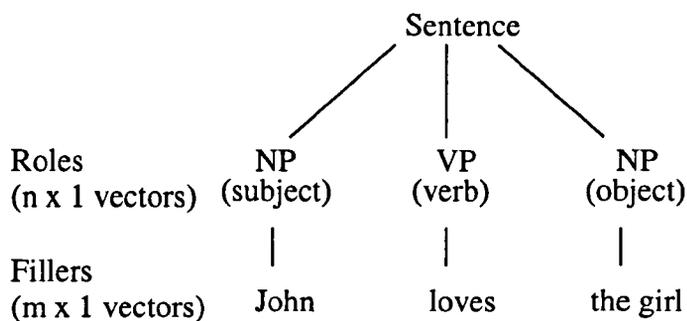 Sentence
Roles NP VP NP
(n x 1 vectors) (subject) (verb) (object)
Fillers
(m x 1 vectors) John loves the girl